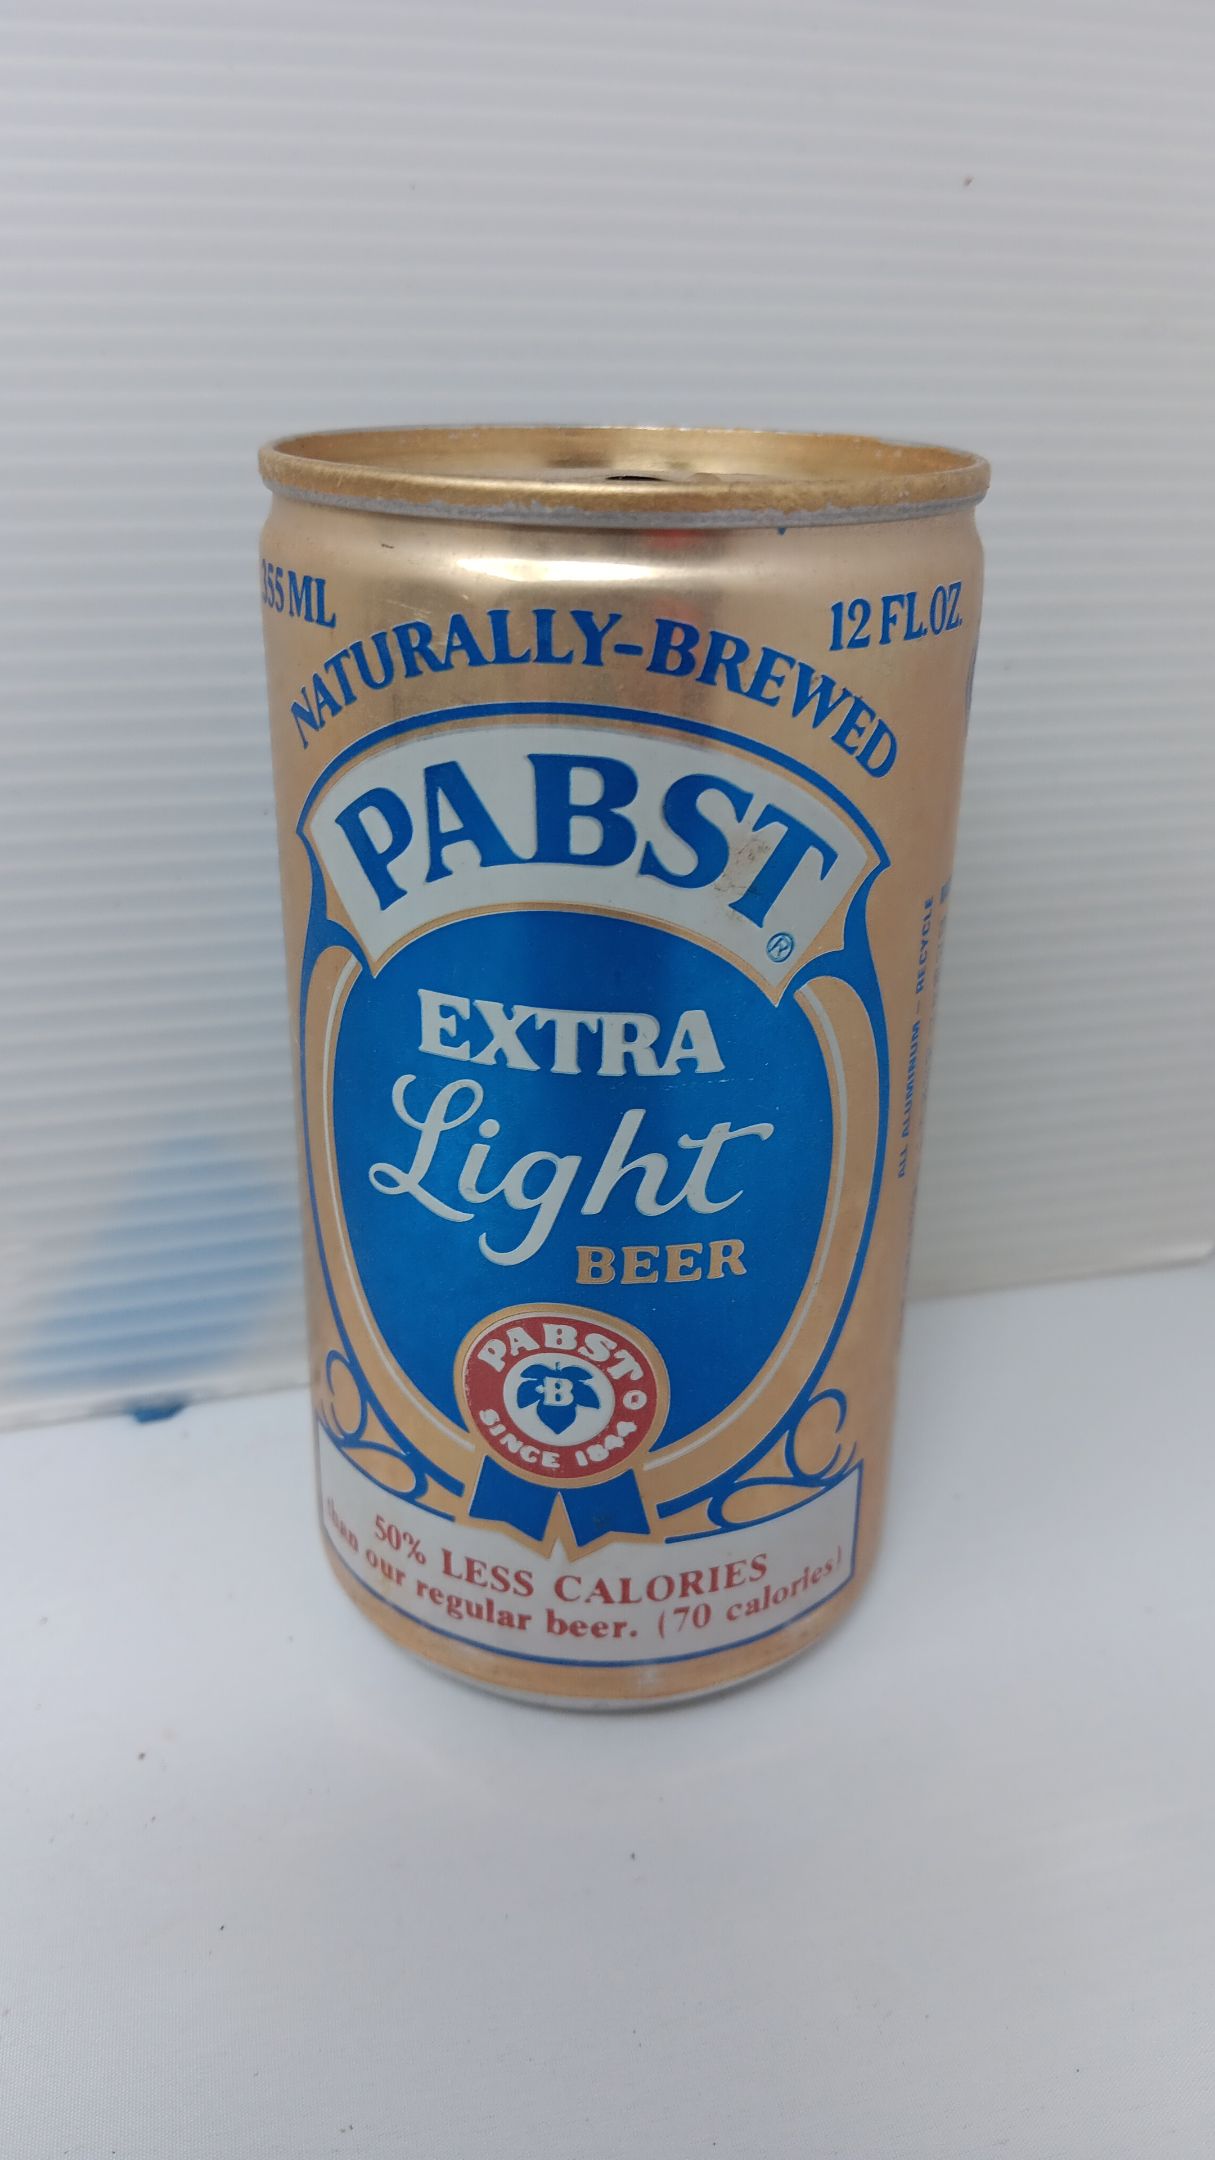 355 ML
12 FL.OZ.
NATURALLY-BREWED
PABST®
EXTRA
Light
BEER
PABST
B
SINCE 1844
50% LESS CALORIES
than our regular beer. (70 calories)
ALL ALUMINUM - RECYCLE